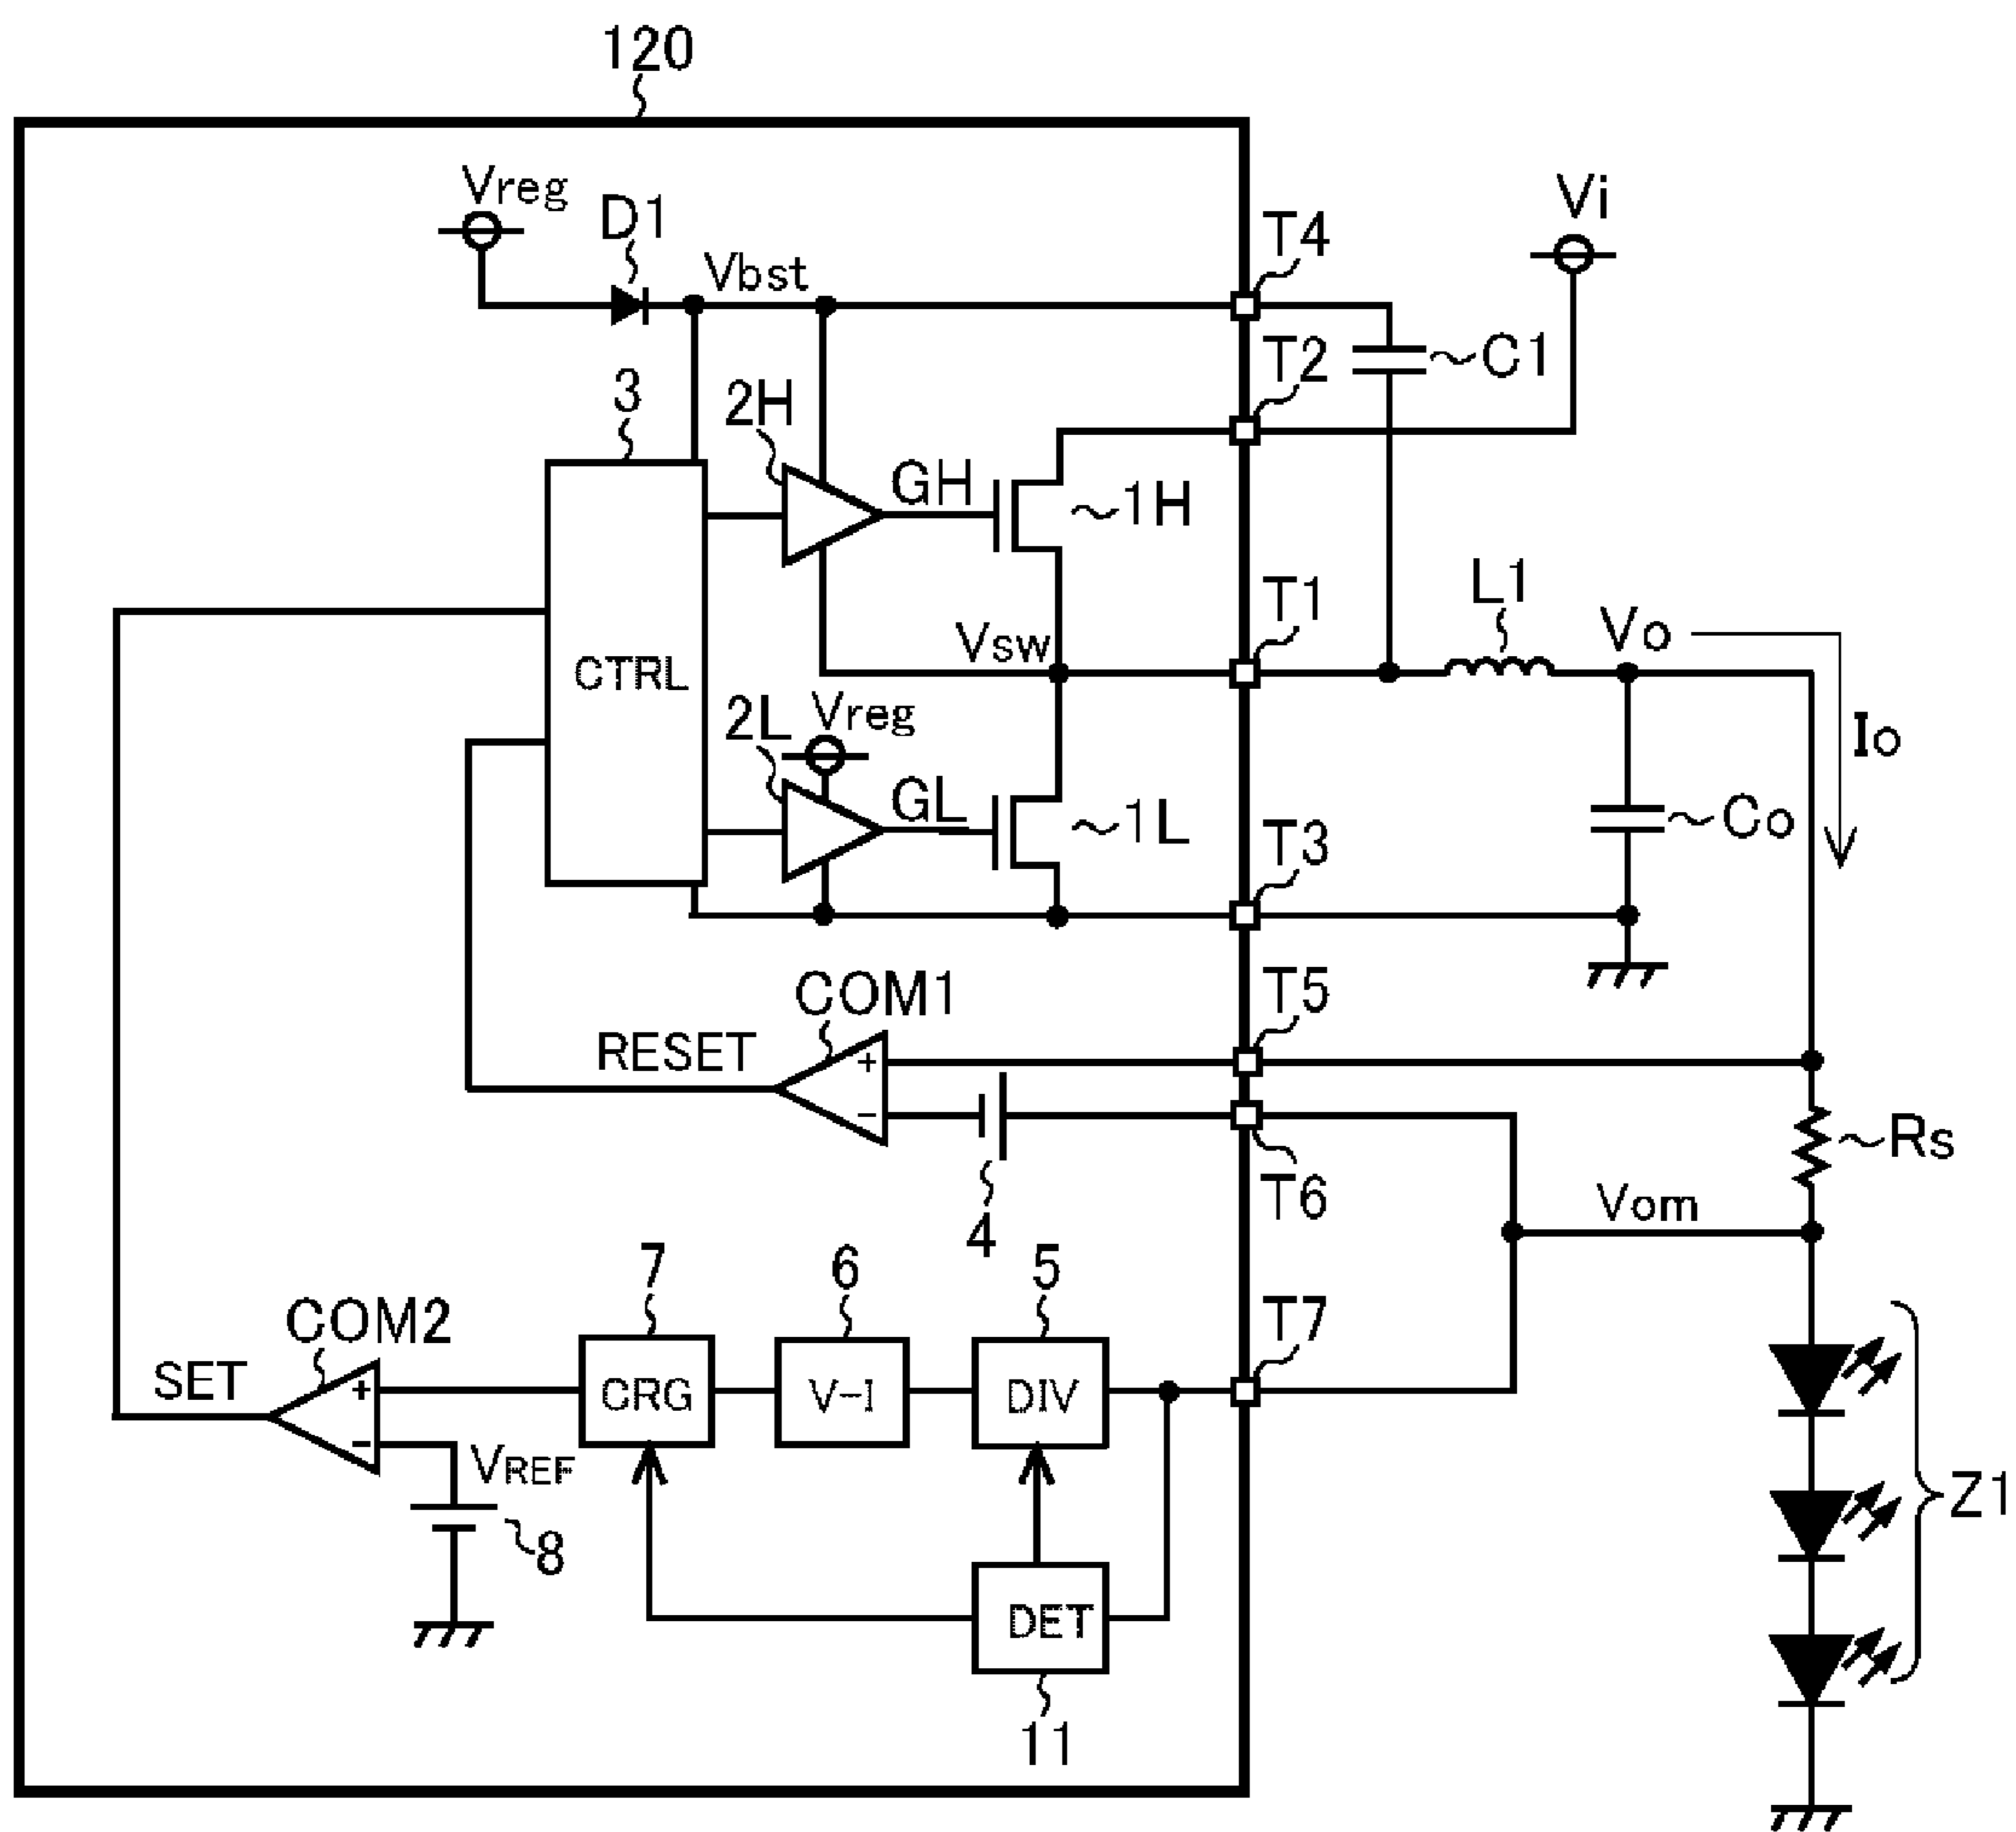 120
Vreg
D1
Vbst
T4
Vi
T2
C1
3
2H
GH
1H
T1
L1
Vo
Vsw
CTRL
Io
2L
Vreg
GL
1L
T3
Co
COM1
T5
RESET
+
−
T6
Rs
4
Vom
7
6
5
T7
COM2
SET
+
−
CRG
V-I
DIV
VREF
8
Z1
DET
11